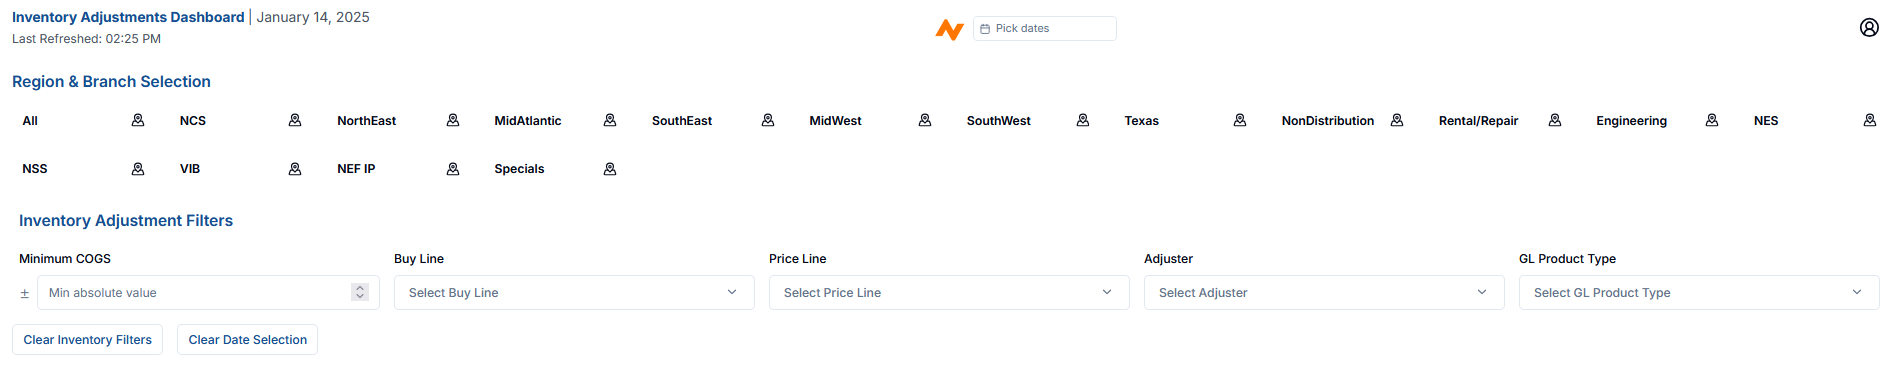 Inventory Adjustments Dashboard | January 14, 2025
Last Refreshed: 02:25 PM
Pick dates
Region & Branch Selection
All NCS NorthEast MidAtlantic SouthEast MidWest SouthWest Texas NonDistribution Rental/Repair Engineering NES
NSS VIB NEF IP Specials
Inventory Adjustment Filters
Minimum COGS Buy Line Price Line Adjuster GL Product Type
± Min absolute value Select Buy Line Select Price Line Select Adjuster Select GL Product Type
Clear Inventory Filters Clear Date Selection